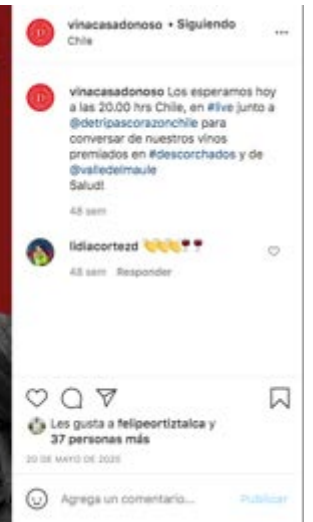 vinacasadonoso • Siguiendo
Chile
vinacasadonoso Los esperamos hoy
a las 20.00 hrs Chile, en #live junto a
@detripascorazonchile para
conversar de nuestros vinos
premiados en #descorchados y de
@valledelmaule
Salud!
48 sem
lidiacortezd 👏👏👏🍷🍷
48 sem Responder
Les gusta a felipeortiztalca y
37 personas más
20 DE MAYO DE 2020
Agrega un comentario... Publicar